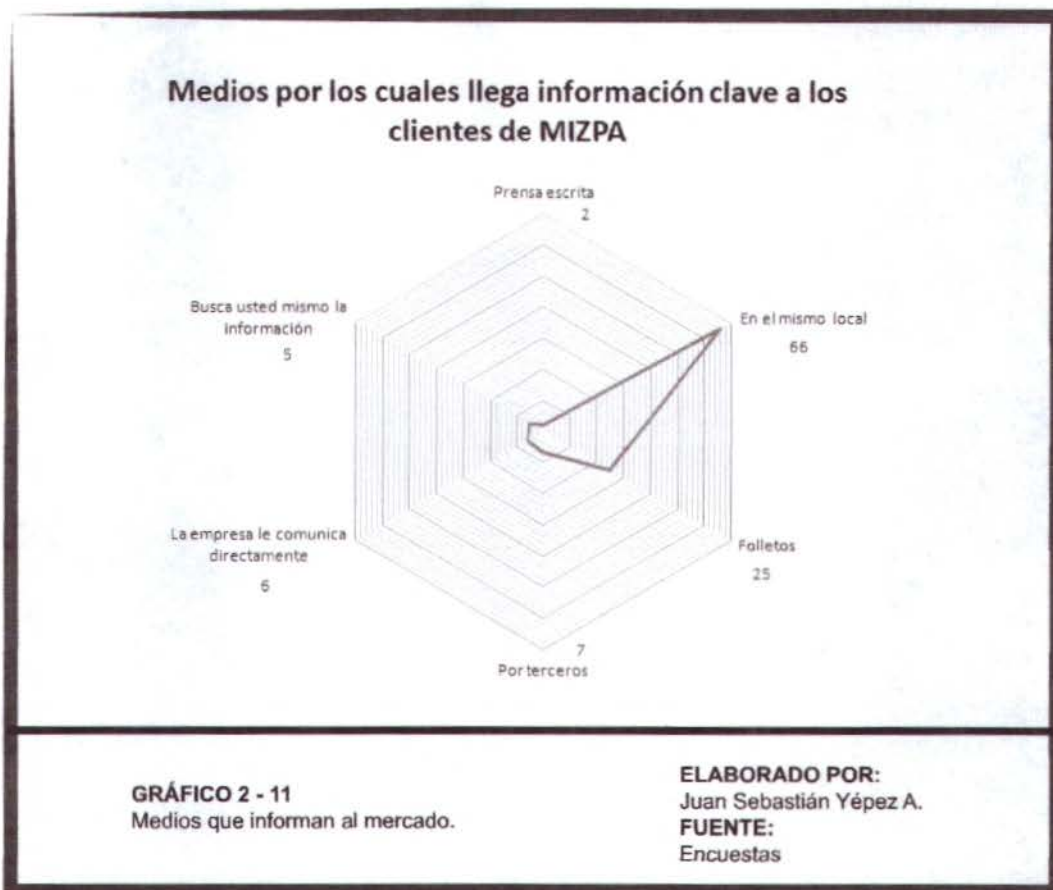 Medios por los cuales llega información clave a los
clientes de MIZPA
Prensa escrita
2
En el mismo local
66
Folletos
25
7
Por terceros
La empresa le comunica
directamente
6
Busca usted mismo la
información
5
GRÁFICO 2 - 11
Medios que informan al mercado.
ELABORADO POR:
Juan Sebastián Yépez A.
FUENTE:
Encuestas